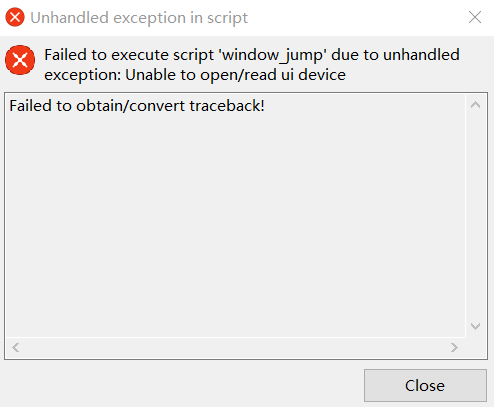 Unhandled exception in script
Failed to execute script 'window_jump' due to unhandled
exception: Unable to open/read ui device
Failed to obtain/convert traceback!
Close